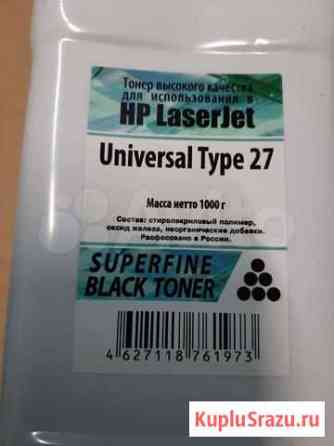 Тонер высокого качества
для использования в
HP LaserJet
Universal Type 27
Масса нетто 1000 г
Состав: стиролакриловый полимер,
оксид железа, неорганические добавки.
Расфасовано в России.
SUPERFINE
BLACK TONER
4 627118 761973
KupluSrazu.ru